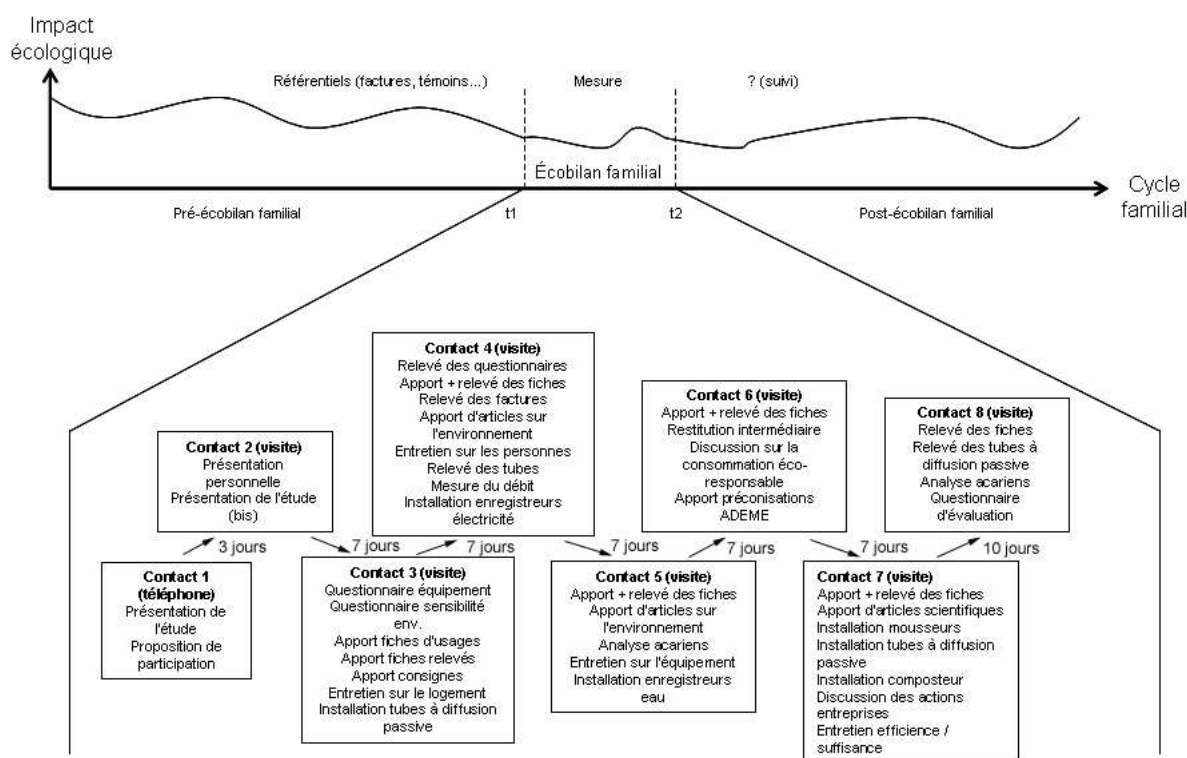 Impact
écologique
Référentiels (factures, témoins...)
Mesure
? (suivi)
Écobilan familial
Cycle
familial
Pré-écobilan familial
t1
t2
Post-écobilan familial
Contact 1
(téléphone)
Présentation de
l'étude
Proposition de
participation
3 jours
Contact 2 (visite)
Présentation
personnelle
Présentation de l'étude
(bis)
7 jours
Contact 3 (visite)
Questionnaire équipement
Questionnaire sensibilité
env.
Apport fiches d'usages
Apport fiches relevés
Apport consignes
Entretien sur le logement
Installation tubes à diffusion
passive
7 jours
Contact 4 (visite)
Relevé des questionnaires
Apport + relevé des fiches
Relevé des factures
Apport d'articles sur
l'environnement
Entretien sur les personnes
Relevé des tubes
Mesure du débit
Installation enregistreurs
électricité
7 jours
Contact 5 (visite)
Apport + relevé des fiches
Apport d'articles sur
l'environnement
Analyse acariens
Entretien sur l'équipement
Installation enregistreurs
eau
7 jours
Contact 6 (visite)
Apport + relevé des fiches
Restitution intermédiaire
Discussion sur la
consommation éco-
responsable
Apport préconisations
ADEME
7 jours
Contact 7 (visite)
Apport + relevé des fiches
Apport d'articles scientifiques
Installation mousseurs
Installation tubes à diffusion
passive
Installation composteur
Discussion des actions
entreprises
Entretien efficience /
suffisance
10 jours
Contact 8 (visite)
Relevé des fiches
Relevé des tubes à
diffusion passive
Analyse acariens
Questionnaire
d'évaluation